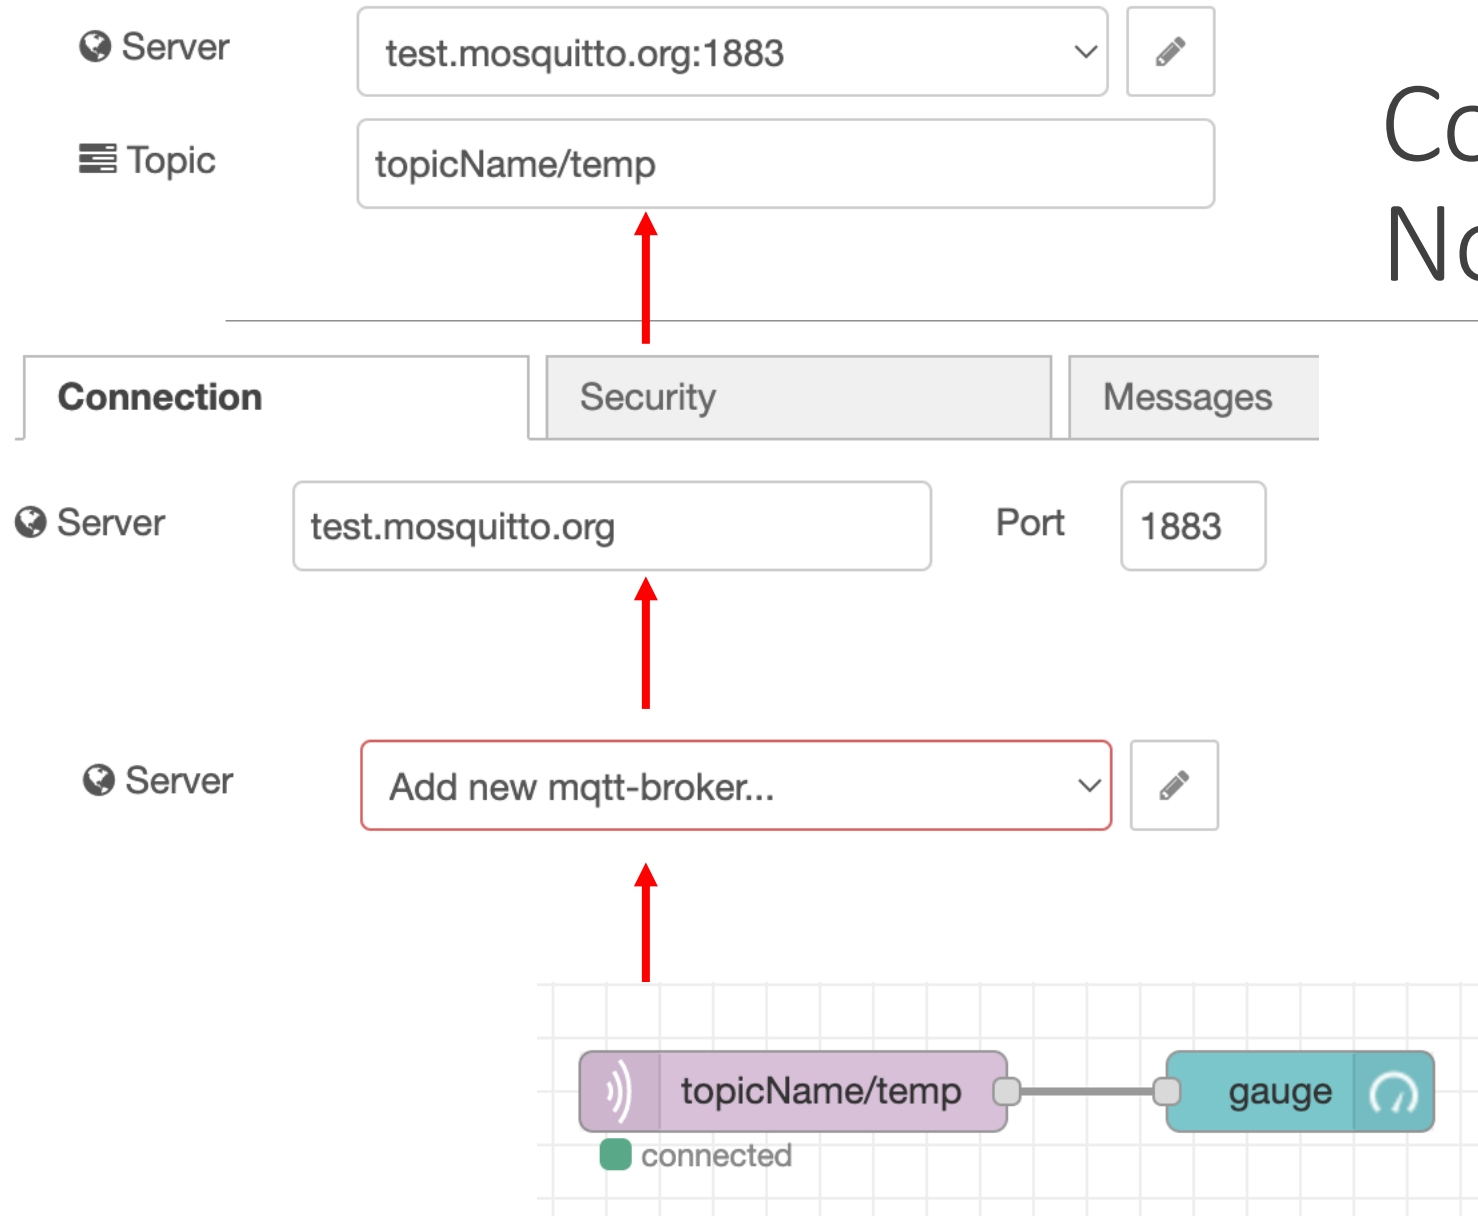 Server test.mosquitto.org:1883
Topic topicName/temp
Connection Security Messages
Server test.mosquitto.org Port 1883
Server Add new mqtt-broker...
topicName/temp gauge
connected